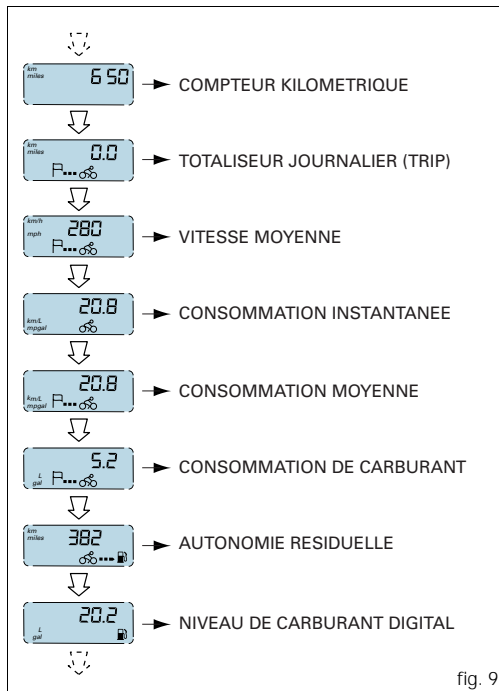 km
miles
650
COMPTEUR KILOMETRIQUE
km
miles
0.0
TOTALISEUR JOURNALIER (TRIP)
km/h
mph
280
VITESSE MOYENNE
20.8
km/L
mpgal
CONSOMMATION INSTANTANEE
20.8
km/L
mpgal
CONSOMMATION MOYENNE
5.2
L
gal
CONSOMMATION DE CARBURANT
km
miles
382
AUTONOMIE RESIDUELLE
20.2
L
gal
NIVEAU DE CARBURANT DIGITAL
fig. 9